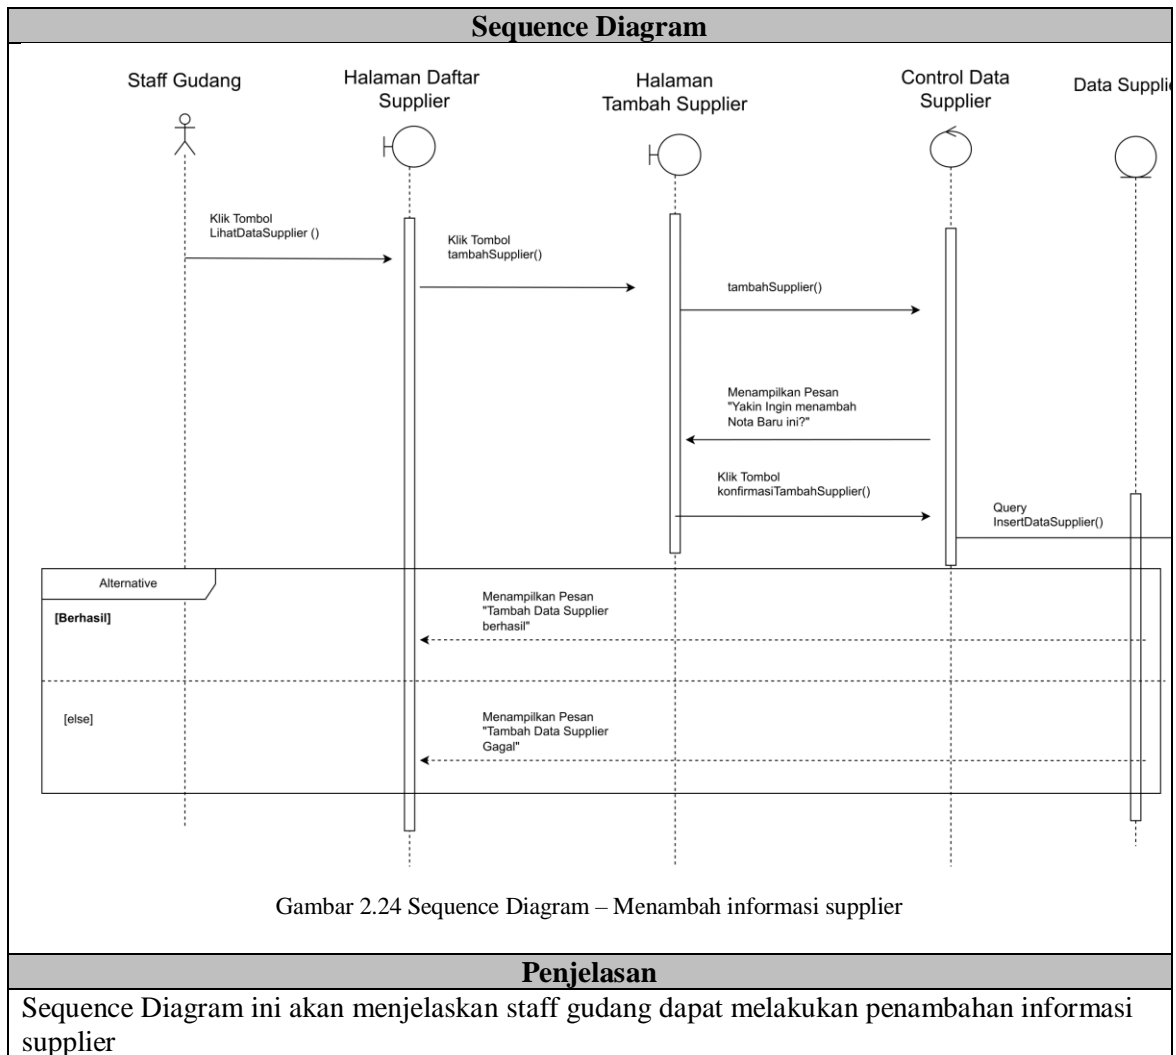 Sequence Diagram
Staff Gudang
Halaman Daftar
Supplier
Halaman
Tambah Supplier
Control Data
Supplier
Data Supplie
Klik Tombol
LihatDataSupplier ()
Klik Tombol
tambahSupplier()
tambahSupplier()
Menampilkan Pesan
"Yakin Ingin menambah
Nota Baru ini?"
Klik Tombol
konfirmasiTambahSupplier()
Query
InsertDataSupplier()
Alternative
[Berhasil]
Menampilkan Pesan
"Tambah Data Supplier
berhasil"
[else]
Menampilkan Pesan
"Tambah Data Supplier
Gagal"
Gambar 2.24 Sequence Diagram – Menambah informasi supplier
Penjelasan
Sequence Diagram ini akan menjelaskan staff gudang dapat melakukan penambahan informasi
supplier